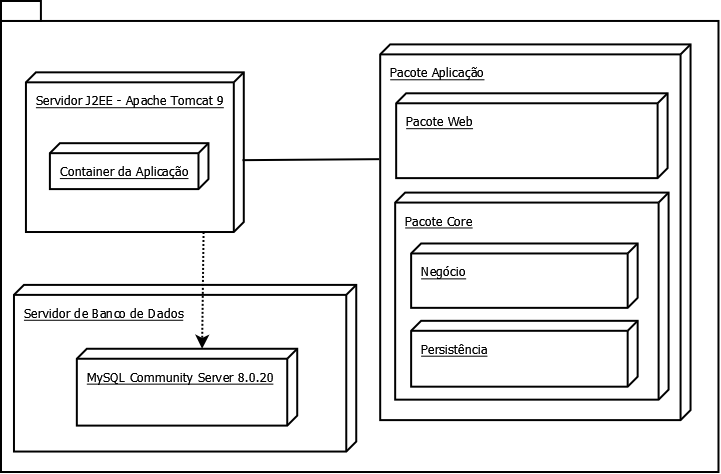 Servidor J2EE - Apache Tomcat 9
Container da Aplicação
Servidor de Banco de Dados
MySQL Community Server 8.0.20
Pacote Aplicação
Pacote Web
Pacote Core
Negócio
Persistência